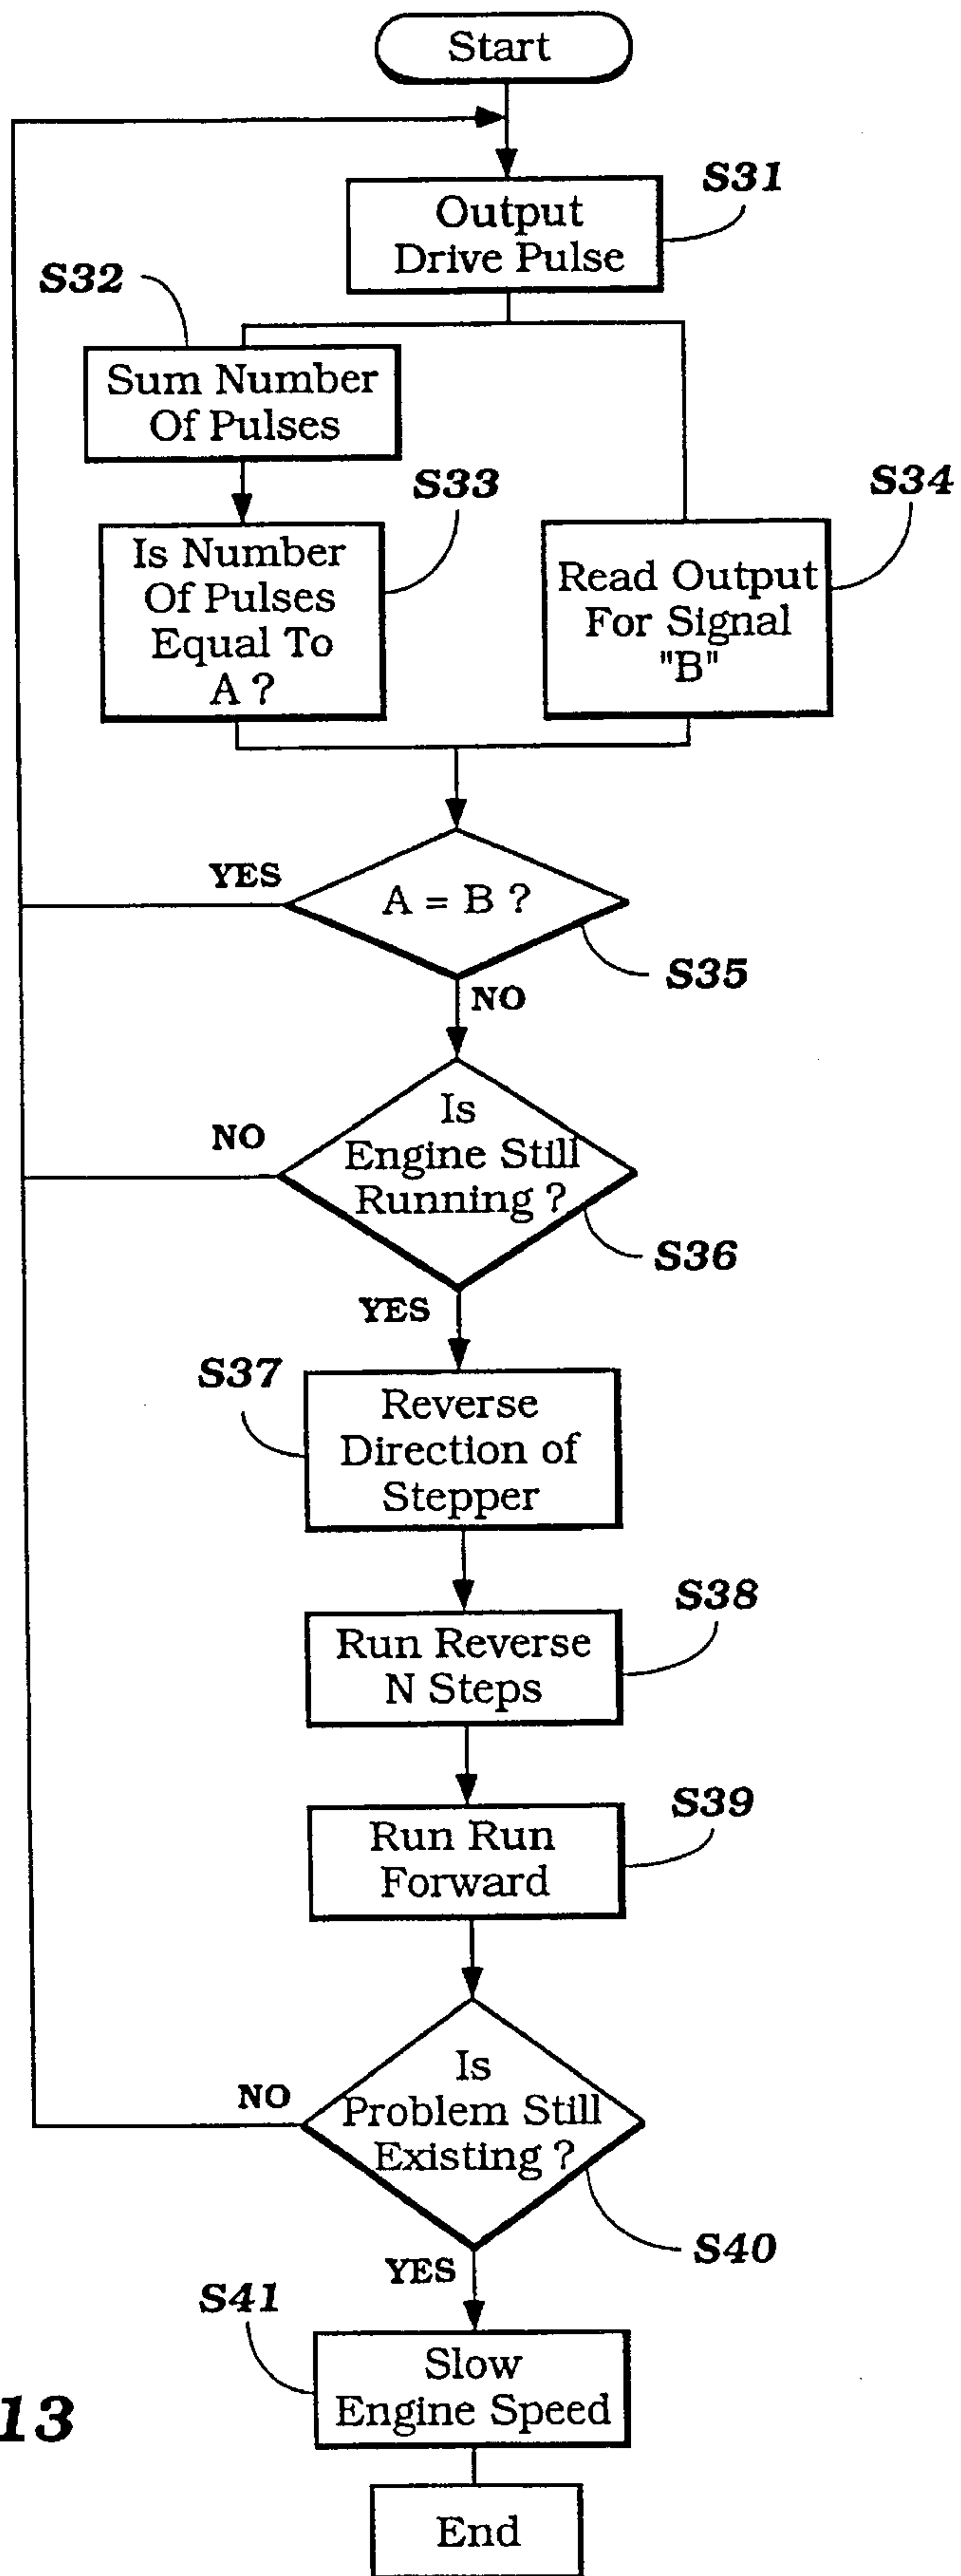 Start
S31
Output
Drive Pulse
S32
Sum Number
Of Pulses
S33
Is Number
Of Pulses
Equal To
A ?
S34
Read Output
For Signal
"B"
YES
A = B ?
S35
NO
NO
Is
Engine Still
Running ?
S36
YES
S37
Reverse
Direction of
Stepper
S38
Run Reverse
N Steps
S39
Run Run
Forward
NO
Is
Problem Still
Existing ?
S40
YES
S41
Slow
Engine Speed
13
End